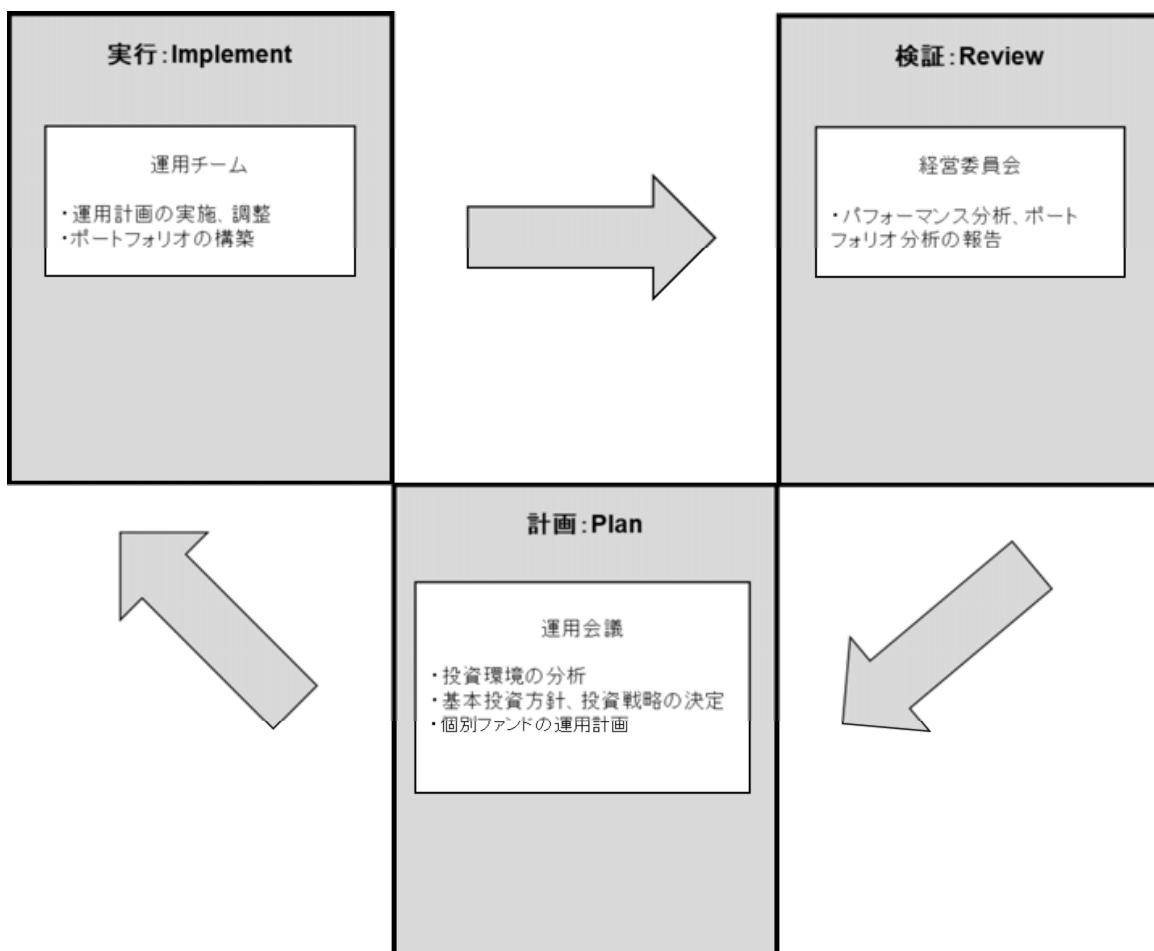 実行:Implement
運用チーム
・運用計画の実施、調整
・ポートフォリオの構築
検証:Review
経営委員会
・パフォーマンス分析、ポート
フォリオ分析の報告
計画:Plan
運用会議
・投資環境の分析
・基本投資方針、投資戦略の決定
・個別ファンドの運用計画